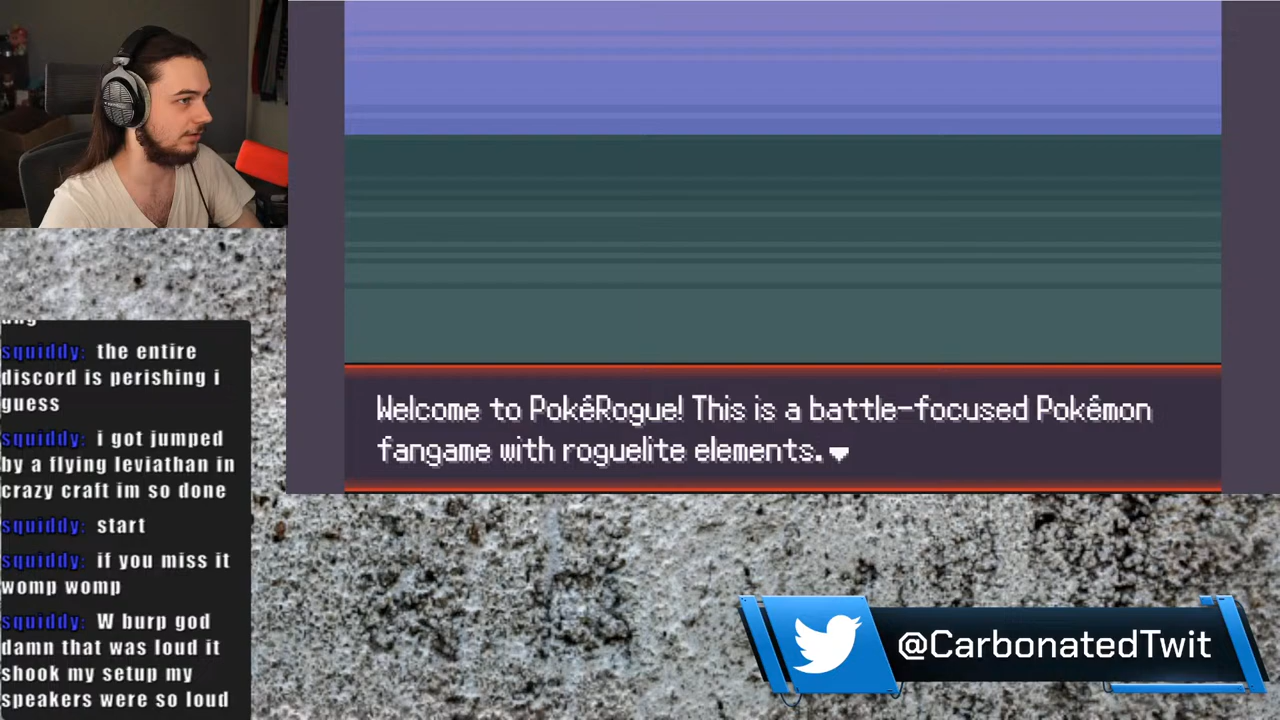 squiddy: the entire
discord is perishing i
guess
squiddy: i got jumped
by a flying leviathan in
crazy craft im so done
squiddy: start
squiddy: if you miss it
womp womp
squiddy: W burp god
damn that was loud it
shook my setup my
speakers were so loud
Welcome to PokéRogue! This is a battle-focused Pokémon
fangame with roguelite elements.
@CarbonatedTwit